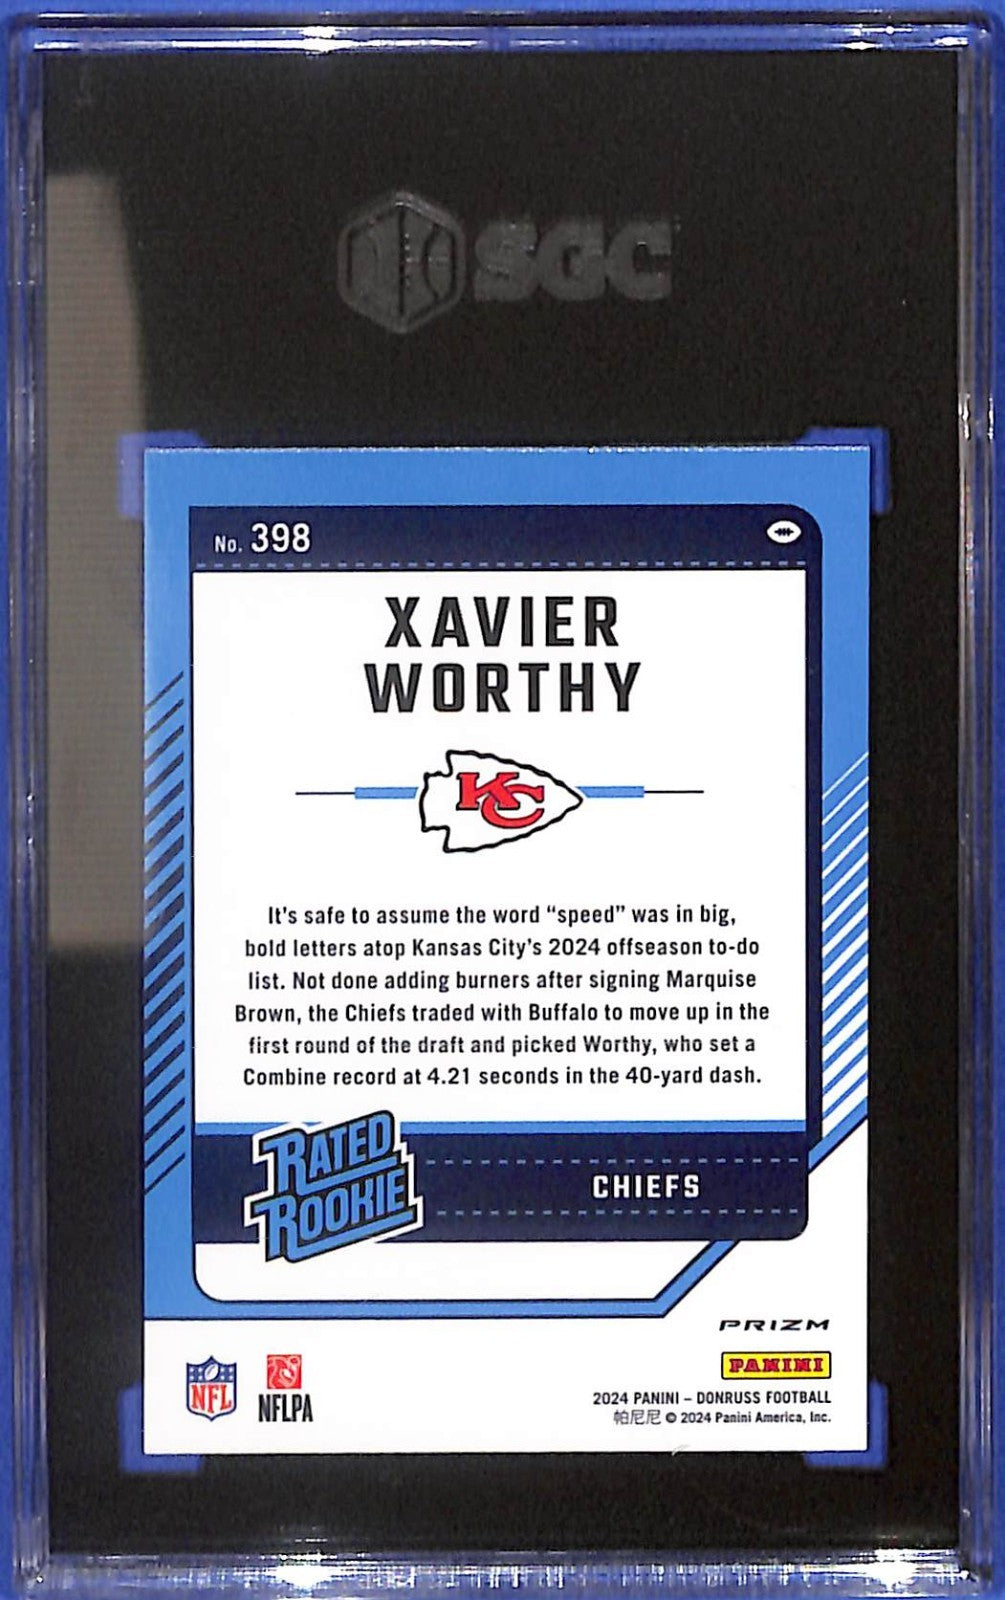 SGC
No. 398
XAVIER
WORTHY
KC
It's safe to assume the word “speed” was in big,
bold letters atop Kansas City's 2024 offseason to-do
list. Not done adding burners after signing Marquise
Brown, the Chiefs traded with Buffalo to move up in the
first round of the draft and picked Worthy, who set a
Combine record at 4.21 seconds in the 40-yard dash.
RATED
ROOKIE
CHIEFS
PRIZM
PANINI
NFL
NFLPA
2024 PANINI – DONRUSS FOOTBALL
帕尼尼 © 2024 Panini America, Inc.